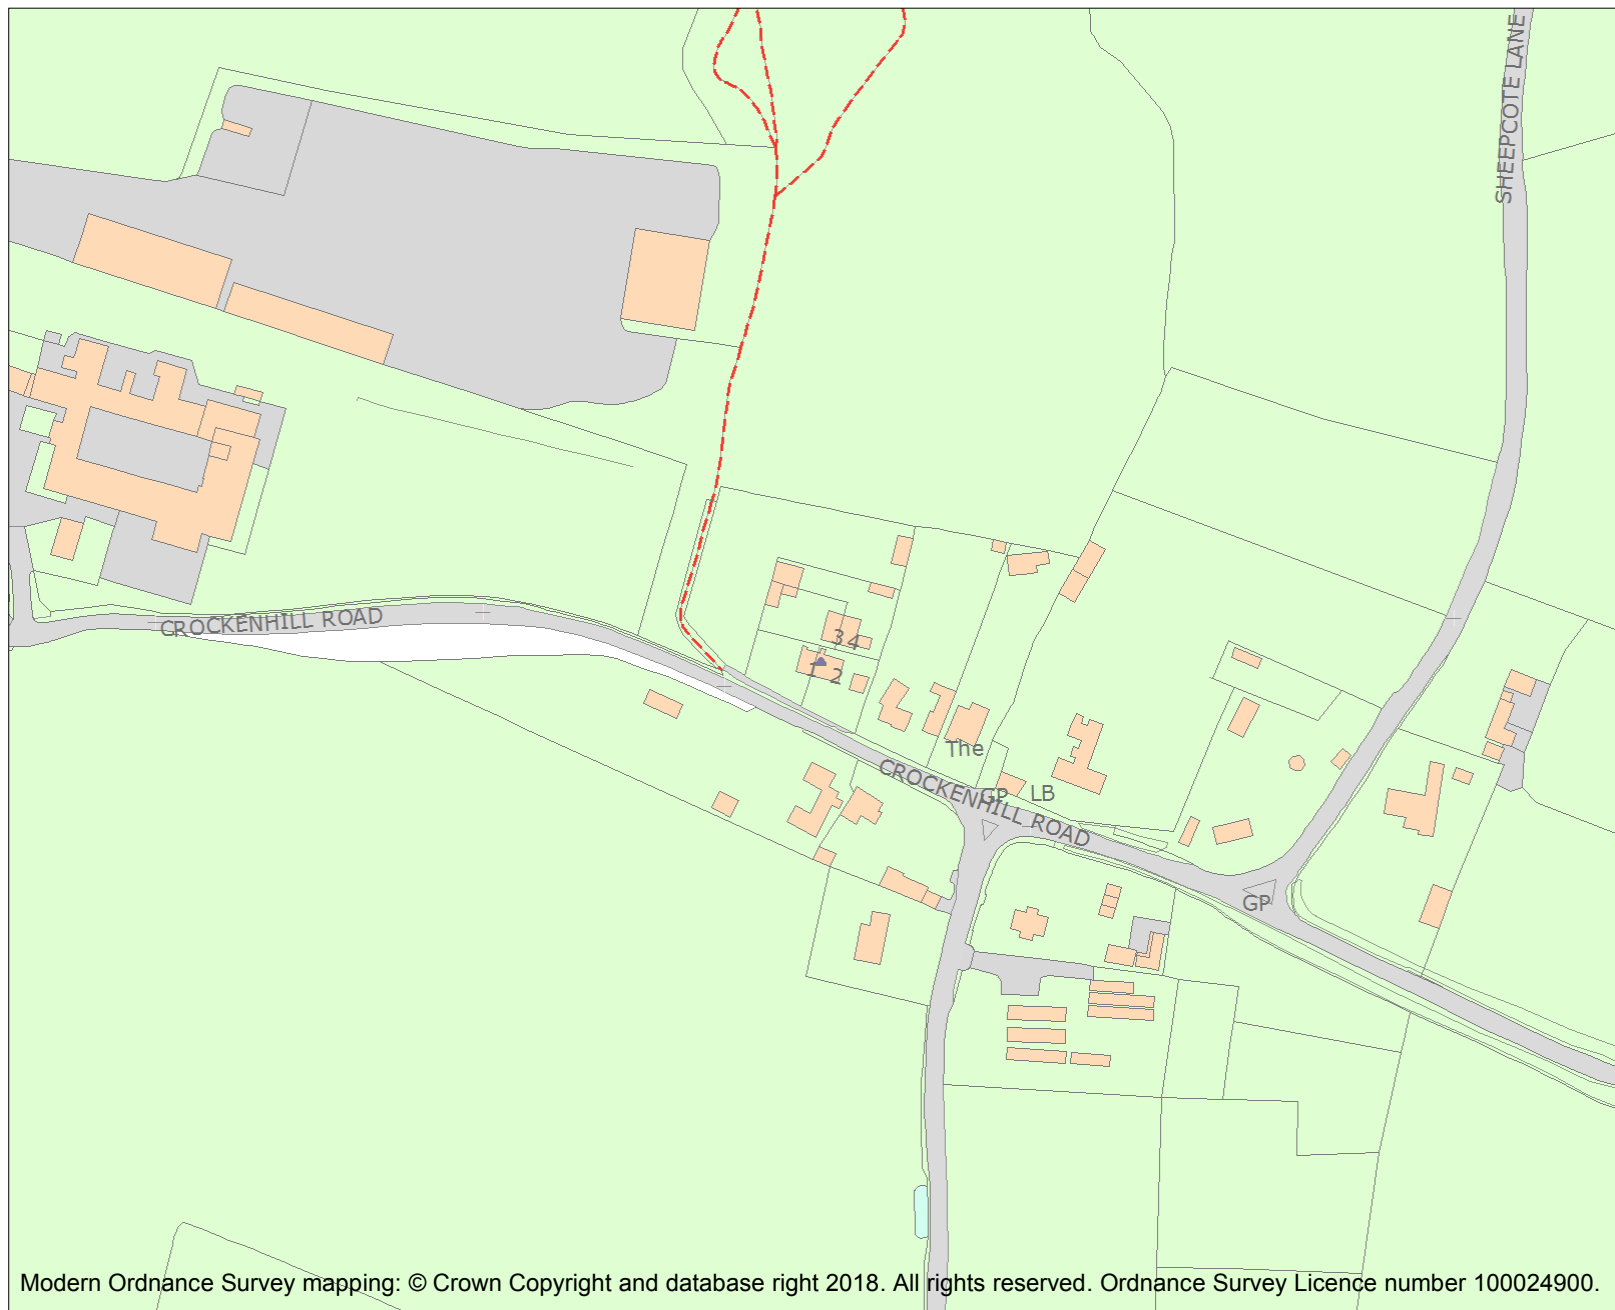 SHEEPCOTE LANE
CROCKENHILL ROAD
3 4
1 2
The
CROCKENHILL ROAD
GP
LB
GP
Modern Ordnance Survey mapping: © Crown Copyright and database right 2018. All rights reserved. Ordnance Survey Licence number 100024900.